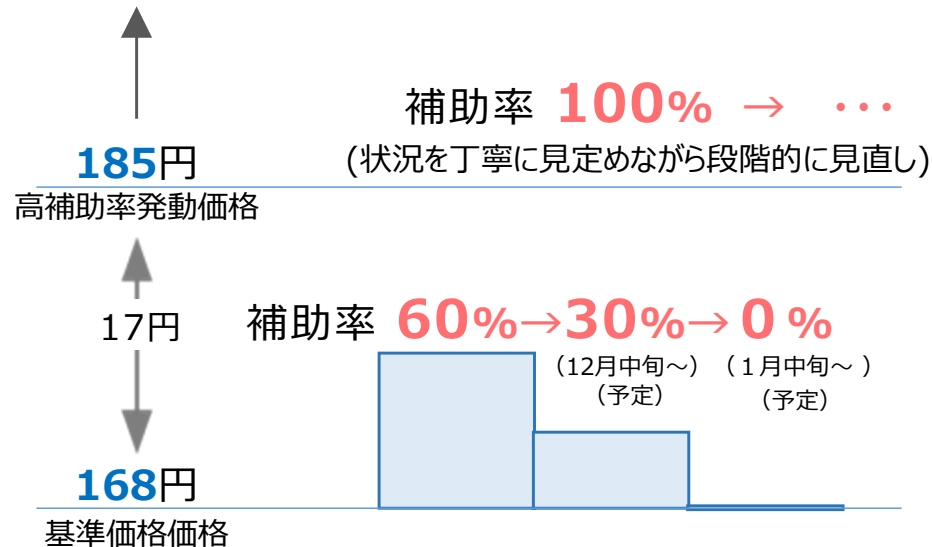 補助率 100% → ・・・
185円
(状況を丁寧に見定めながら段階的に見直し)
高補助率発動価格
17円
補助率 60%→30%→0 %
（12月中旬～）（１月中旬～ ）
（予定）（予定）
168円
基準価格価格